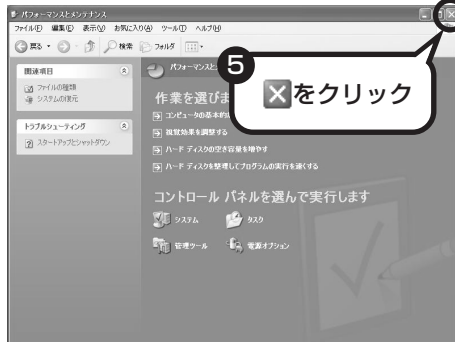 パフォーマンスとメンテナンス
ファイル(F) 編集(E) 表示(V) お気に入り(A) ツール(T) ヘルプ(H)
戻る 検索 フォルダ
関連項目
ファイルの種類
システムの復元
トラブルシューティング
スタートアップとシャットダウン
パフォーマンスと
5
×をクリック
作業を選びま
コンピュータの基本的
視覚効果を調整する
ハード ディスクの空き容量を増やす
ハード ディスクを整理してプログラムの実行を速くする
コントロール パネルを選んで実行します
システム タスク
管理ツール 電源オプション